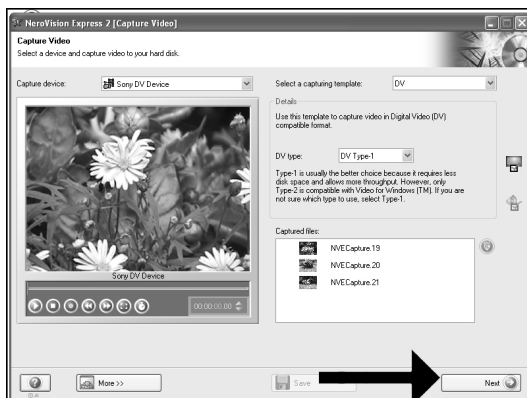 NeroVision Express 2 [Capture Video]
Capture Video
Select a device and capture video to your hard disk.
Capture device:
Sony DV Device
Select a capturing template:
DV
Details
Use this template to capture video in Digital Video (DV)
compatible format.
DV type:
DV Type-1
Type-1 is usually the better choice because it requires less
disk space and allows more throughput. However, only
Type-2 is compatible with Video for Windows (TM). If you are
not sure which type to use, select Type-1.
Captured files:
NVECapture.19
NVECapture.20
NVECapture.21
Sony DV Device
00:00:00.00
More >>
Save
Next